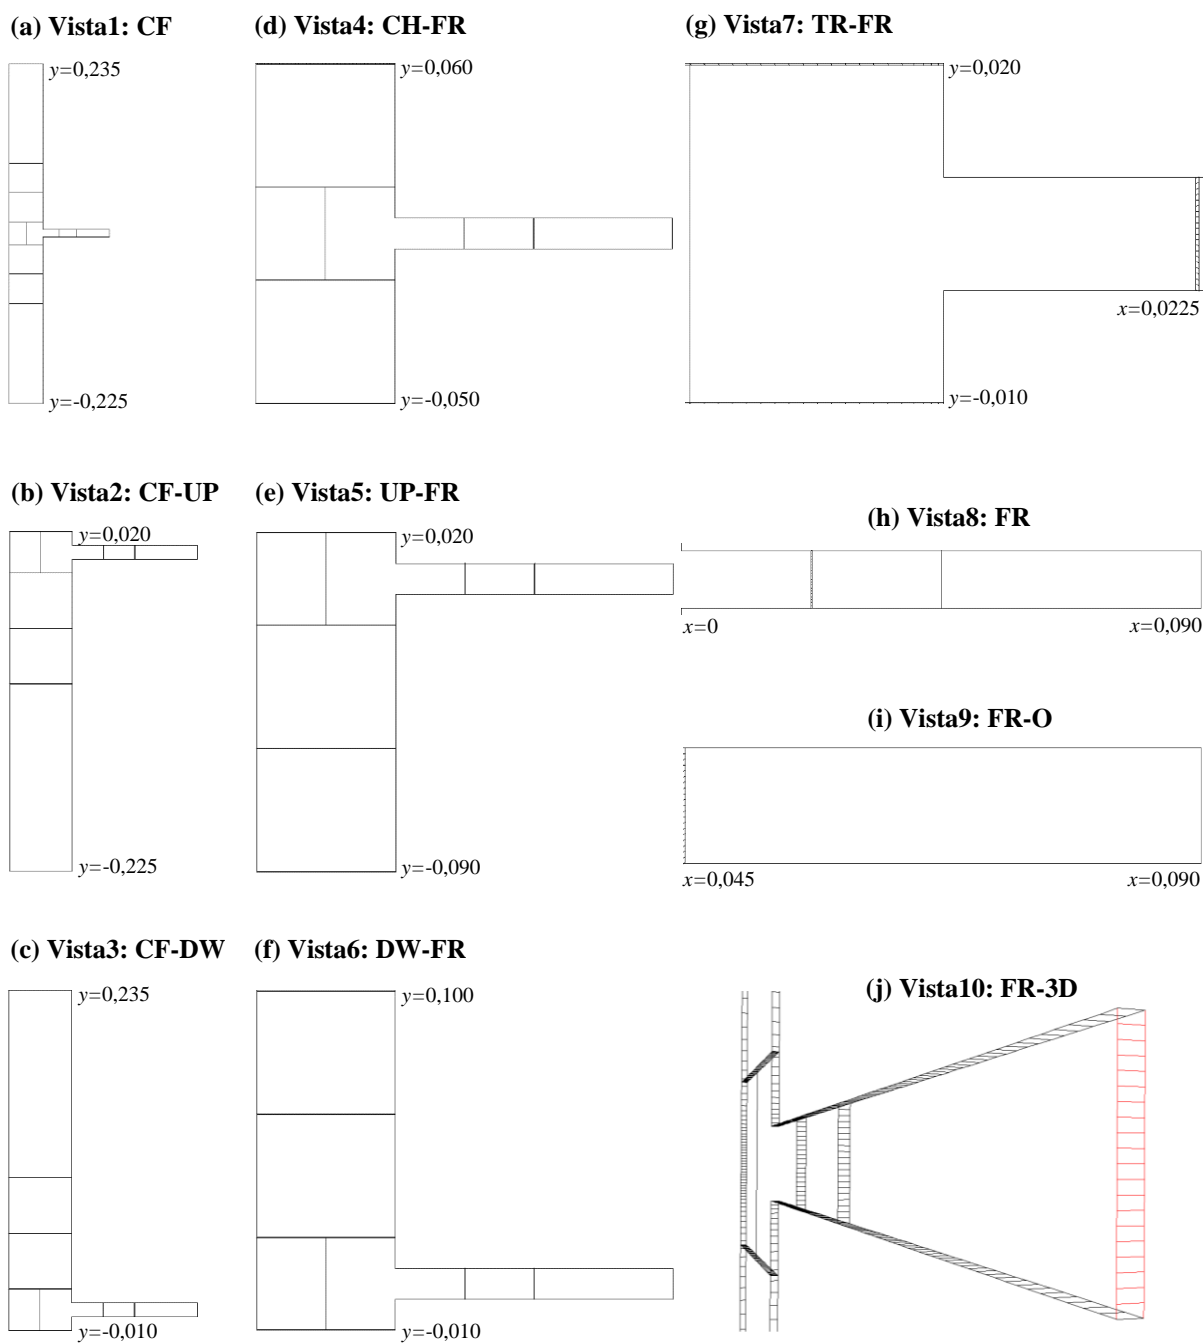 (a) Vista1: CF
y=0,235
y=-0,225
(b) Vista2: CF-UP
y=0,020
y=-0,225
(c) Vista3: CF-DW
y=0,235
y=-0,010
(d) Vista4: CH-FR
y=0,060
y=-0,050
(e) Vista5: UP-FR
y=0,020
y=-0,090
(f) Vista6: DW-FR
y=0,100
y=-0,010
(g) Vista7: TR-FR
y=0,020
x=0,0225
y=-0,010
(h) Vista8: FR
x=0
x=0,090
(i) Vista9: FR-O
x=0,045
x=0,090
(j) Vista10: FR-3D